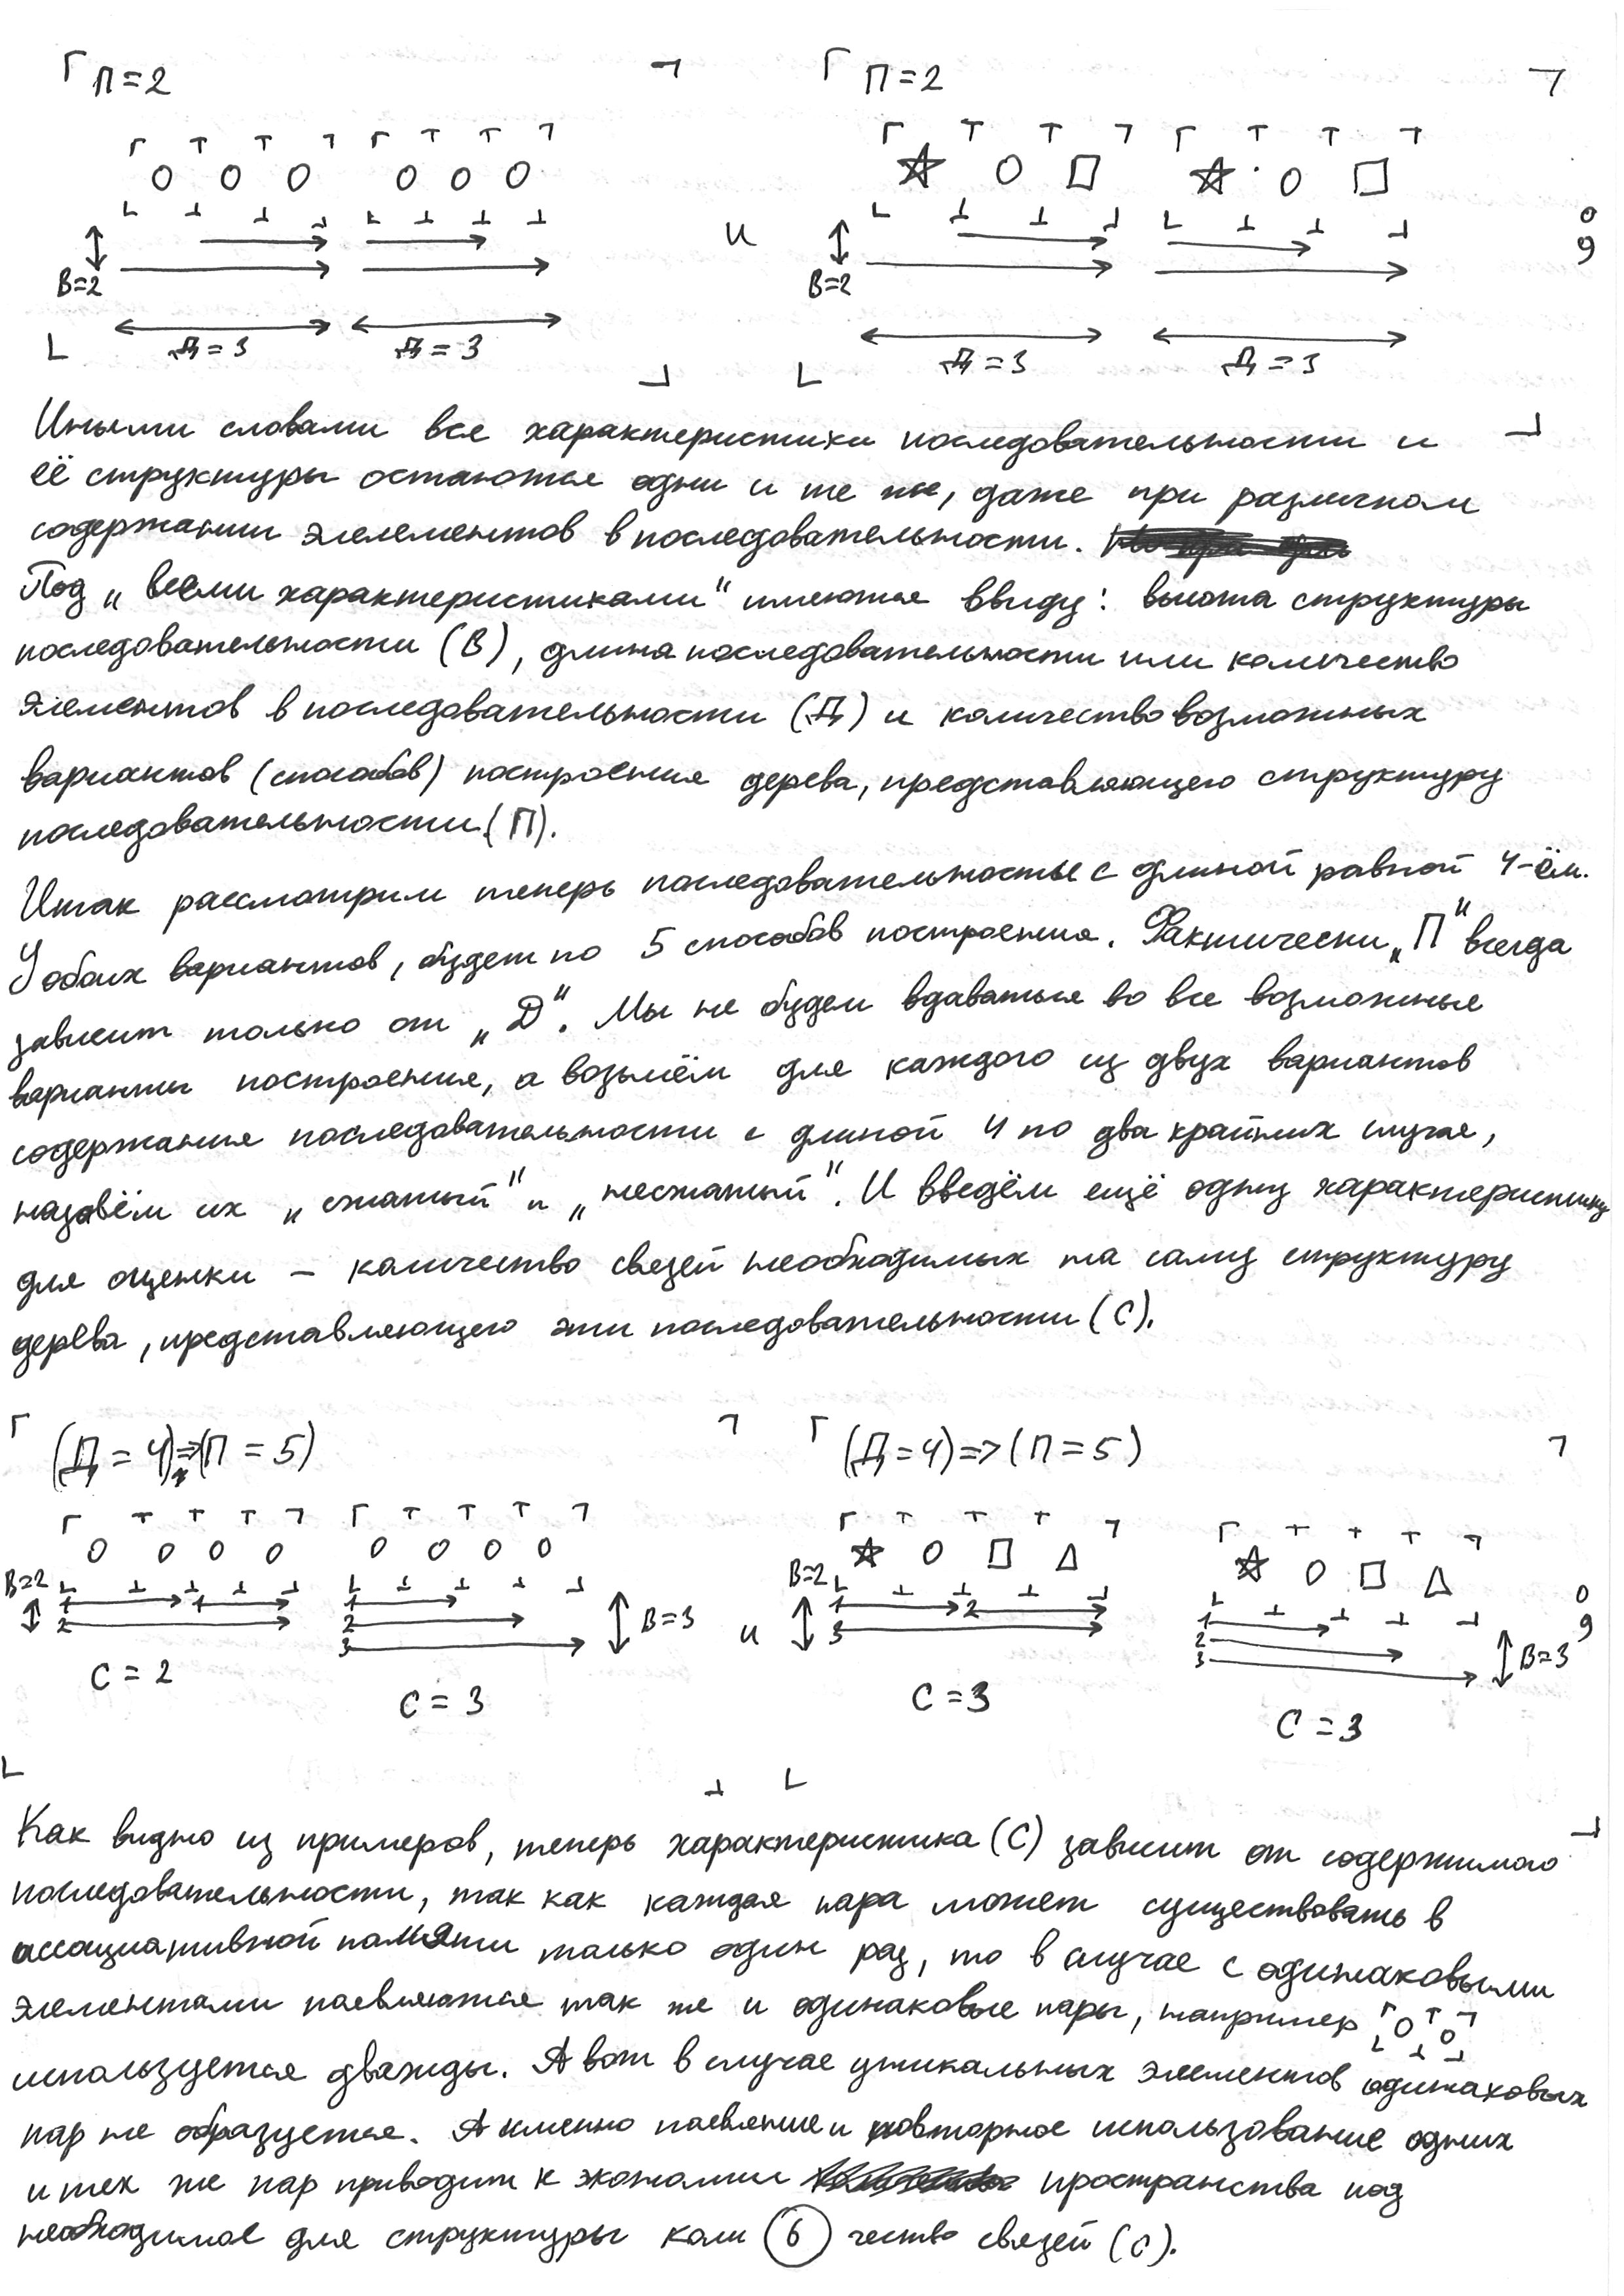 П=2 П=2
В=2 и В=2
Д=3 Д=3 Д=3 Д=3
Иными словами все характеристики последовательности и
её структуры остаются одни и те же, даже при различном
содержании элелементов в последовательности.
Под „всеми характеристиками“ имеются ввиду: высота структуры
последовательности (В), длина последовательности или количество
элементов в последовательности (Д) и количество возможных
вариантов (способов) построения дерева, представляющего структуру
последовательности (П).
Итак рассмотрим теперь последовательностье с длиной равной 4-ём.
У обоих вариантов, будет по 5 способов построения. Фактически „П“ всегда
зависит только от „D“. Мы не будем вдаваться во все возможные
варианты построения, а возьмём для каждого из двух вариантов
содержания последовательности с длиной 4 по два крайних случае,
назовём их „сжатый“ и „несжатый“. И введём ещё одну характеристику
для оценки – количество связей необходимых на саму структуру
дерева, представляющего эти последовательности (С).
(Д = 4)=>(П = 5) (Д=4)=>(П=5)
В=2 1 1 2 1 2 3 В=3 и В=2 1 2 3 1 2 3 В=3
С = 2 С = 3 С = 3 С = 3
Как видно из примеров, теперь характеристика (С) зависит от содержимого
последовательности, так как каждая пара может существовать в
ассоциативной памяти только один раз, то в случае с одинаковыми
элементами появляются так же и одинаковые пары, например
используется дважды. А вот в случае уникальных элементов одинаковых
пар не образуется. А именно появление и повторное использование одних
и тех же пар приводит к экономии пространства под
необходимое для структуры коли 6 чество связей (С).